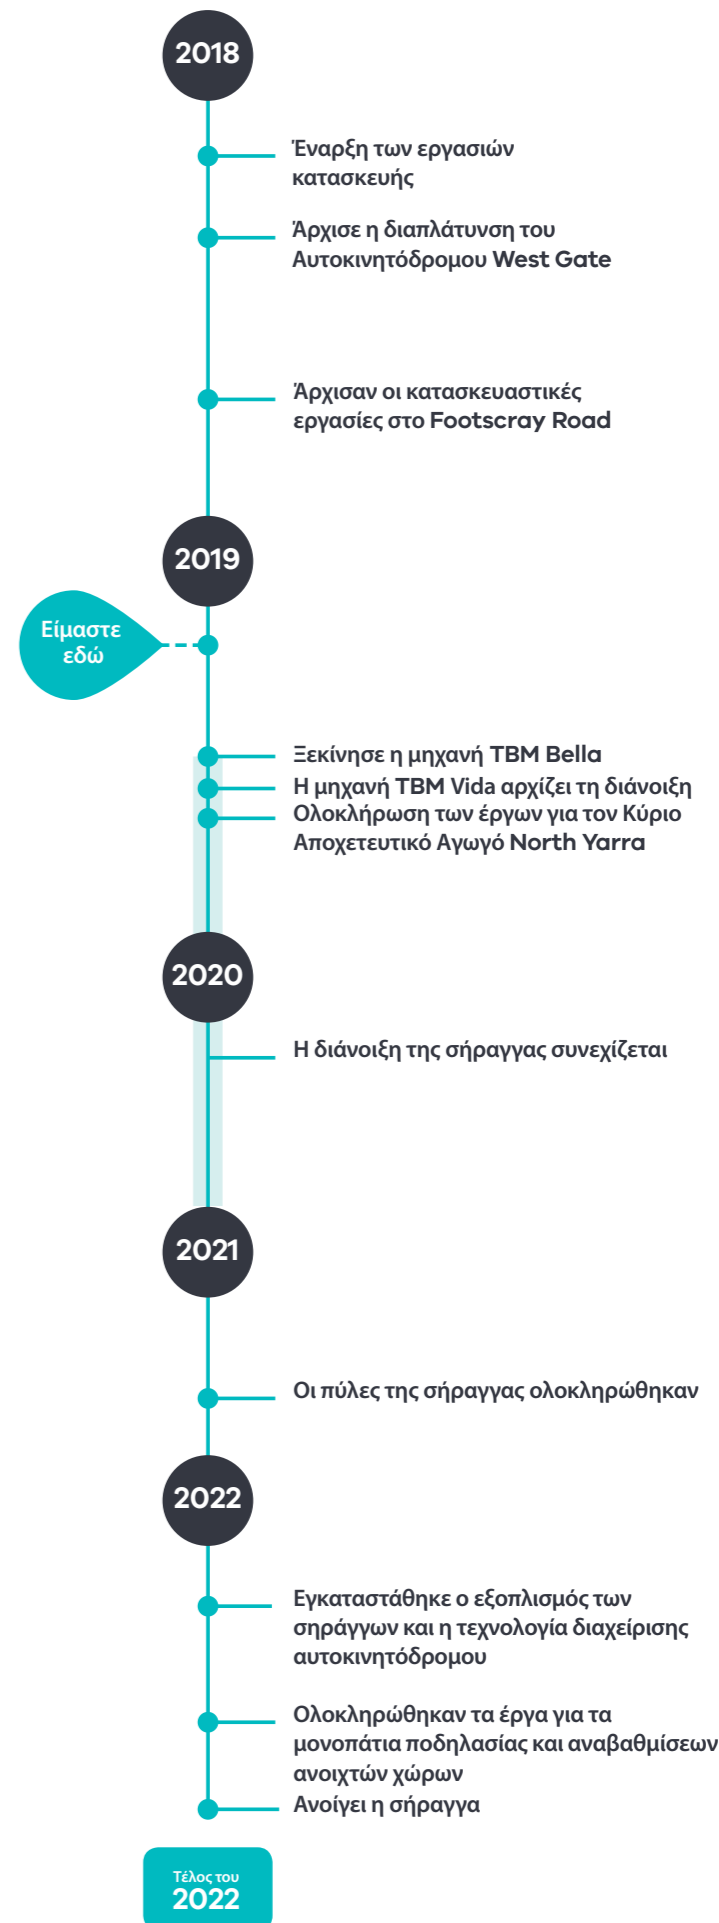 2018
Έναρξη των εργασιών
κατασκευής
Άρχισε η διαπλάτυνση του
Αυτοκινητόδρομου West Gate
Άρχισαν οι κατασκευαστικές
εργασίες στο Footscray Road
2019
Είμαστε
εδώ
Ξεκίνησε η μηχανή TBM Bella
Η μηχανή TBM Vida αρχίζει τη διάνοιξη
Ολοκλήρωση των έργων για τον Κύριο
Αποχετευτικό Αγωγό North Yarra
2020
Η διάνοιξη της σήραγγας συνεχίζεται
2021
Οι πύλες της σήραγγας ολοκληρώθηκαν
2022
Εγκαταστάθηκε ο εξοπλισμός των
σηράγγων και η τεχνολογία διαχείρισης
αυτοκινητόδρομου
Ολοκληρώθηκαν τα έργα για τα
μονοπάτια ποδηλασίας και αναβαθμίσεων
ανοιχτών χώρων
Ανοίγει η σήραγγα
Τέλος του
2022